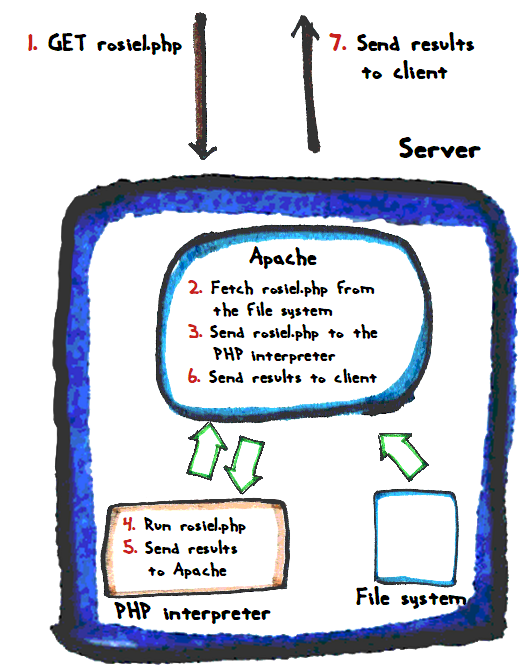 1. GET rosiel.php
7. Send results
to client
Server
Apache
2. Fetch rosiel.php from
the file system
3. Send rosiel.php to the
PHP interpreter
6. Send results to client
4. Run rosiel.php
5. Send results
to Apache
PHP interpreter
File system